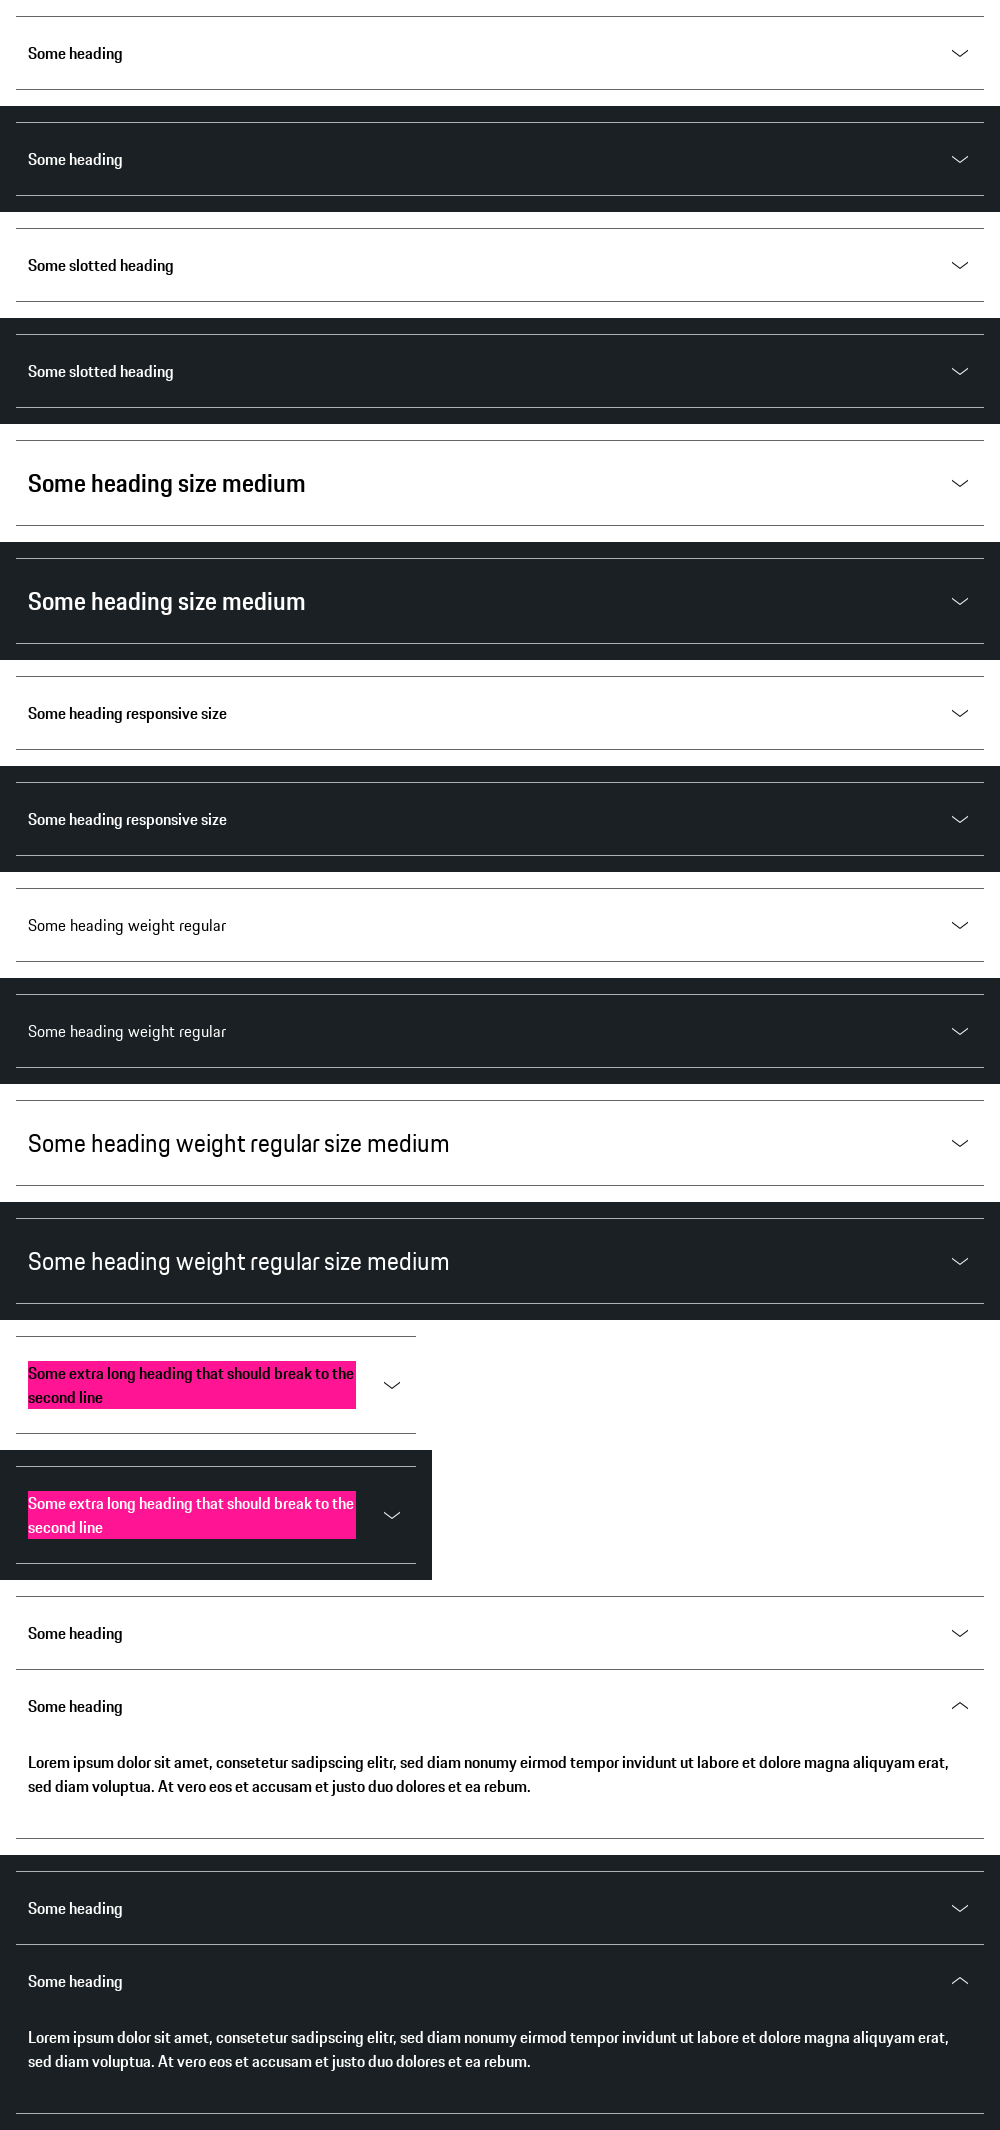 Some heading
Some heading
Some slotted heading
Some slotted heading
Some heading size medium
Some heading size medium
Some heading responsive size
Some heading responsive size
Some heading weight regular
Some heading weight regular
Some heading weight regular size medium
Some heading weight regular size medium
Some extra long heading that should break to the
second line
Some extra long heading that should break to the
second line
Some heading
Some heading
Lorem ipsum dolor sit amet, consetetur sadipscing elitr, sed diam nonumy eirmod tempor invidunt ut labore et dolore magna aliquyam erat,
sed diam voluptua. At vero eos et accusam et justo duo dolores et ea rebum.
Some heading
Some heading
Lorem ipsum dolor sit amet, consetetur sadipscing elitr, sed diam nonumy eirmod tempor invidunt ut labore et dolore magna aliquyam erat,
sed diam voluptua. At vero eos et accusam et justo duo dolores et ea rebum.